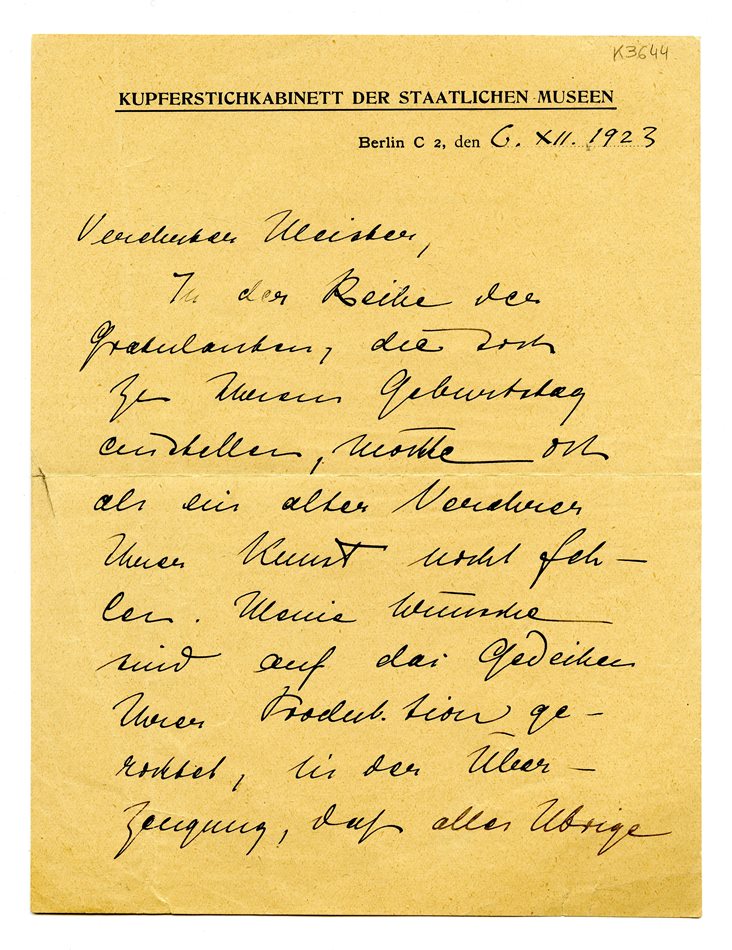 K3644
KUPFERSTICHKABINETT DER STAATLICHEN MUSEEN
Berlin C 2, den 6. XII. 1923
Verehrter Meister,
In der Reihe der
Gratulanten, die sich
zu Ihrem Geburtstag
einstellen, möchte ich
als ein alter Verehrer
Ihrer Kunst nicht feh-
len. Meine Wünsche
sind auf das Gedeihen
Ihrer Produktion ge-
richtet, in der Über-
zeugung, daß alles Übrige